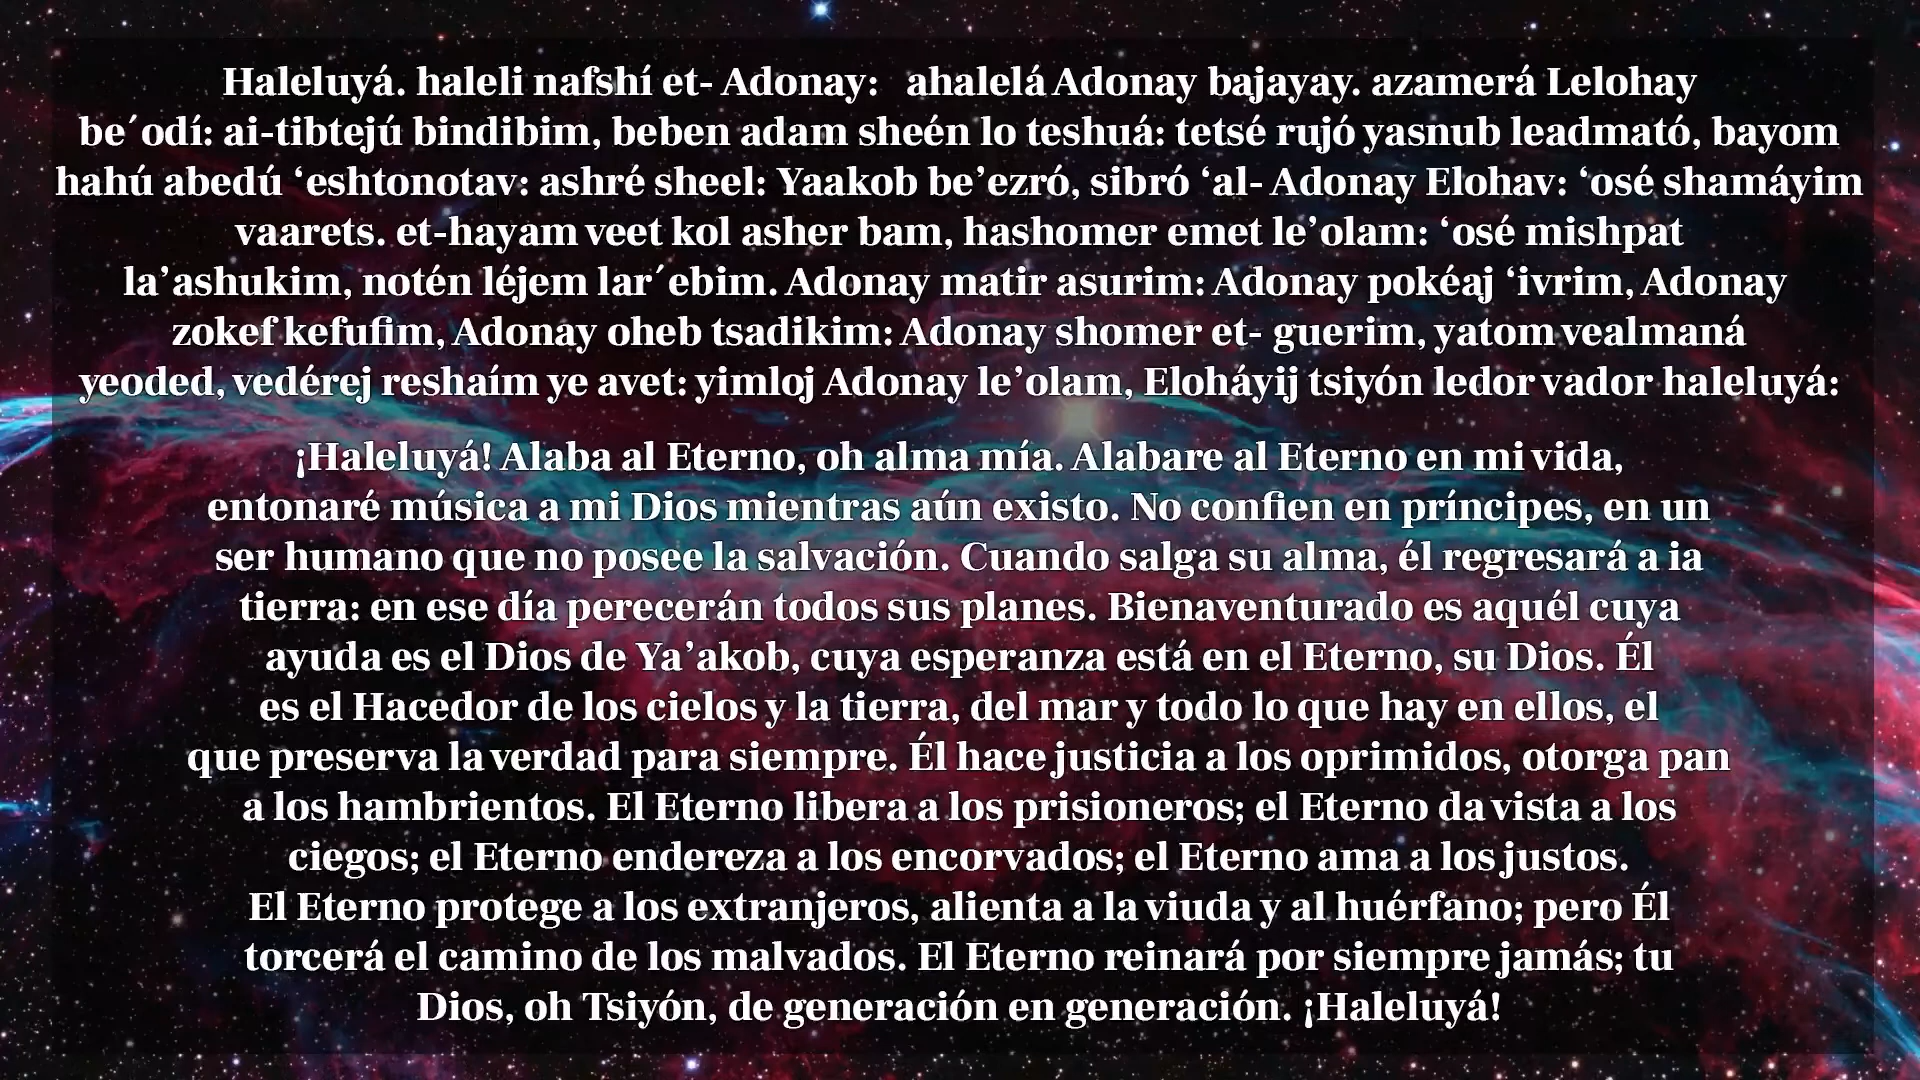 Haleluyá. haleli nafshí et- Adonay: ahalelá Adonay bajayay. azamerá Lelohay
be´odí: ai-tibtejú bindibim, beben adam sheén lo teshuá: tetsé rujó yasnub leadmató, bayom
hahú abedú ‘eshtonotav: ashré sheel: Yaakob be’ezró, sibró ‘al- Adonay Elohav: ‘osé shamáyim
vaarets. et-hayam veet kol asher bam, hashomer emet le’olam: ‘osé mishpat
la’ashukim, notén léjem lar´ebim. Adonay matir asurim: Adonay pokéaj ‘ivrim, Adonay
zokef kefufim, Adonay oheb tsadikim: Adonay shomer et- guerim, yatom vealmaná
yeoded, vedérej reshaím ye avet: yimloj Adonay le’olam, Eloháyij tsiyón ledor vador haleluyá:
¡Haleluyá! Alaba al Eterno, oh alma mía. Alabare al Eterno en mi vida,
entonaré música a mi Dios mientras aún existo. No confien en príncipes, en un
ser humano que no posee la salvación. Cuando salga su alma, él regresará a ia
tierra: en ese día perecerán todos sus planes. Bienaventurado es aquél cuya
ayuda es el Dios de Ya’akob, cuya esperanza está en el Eterno, su Dios. Él
es el Hacedor de los cielos y la tierra, del mar y todo lo que hay en ellos, el
que preserva la verdad para siempre. Él hace justicia a los oprimidos, otorga pan
a los hambrientos. El Eterno libera a los prisioneros; el Eterno da vista a los
ciegos; el Eterno endereza a los encorvados; el Eterno ama a los justos.
El Eterno protege a los extranjeros, alienta a la viuda y al huérfano; pero Él
torcerá el camino de los malvados. El Eterno reinará por siempre jamás; tu
Dios, oh Tsiyón, de generación en generación. ¡Haleluyá!